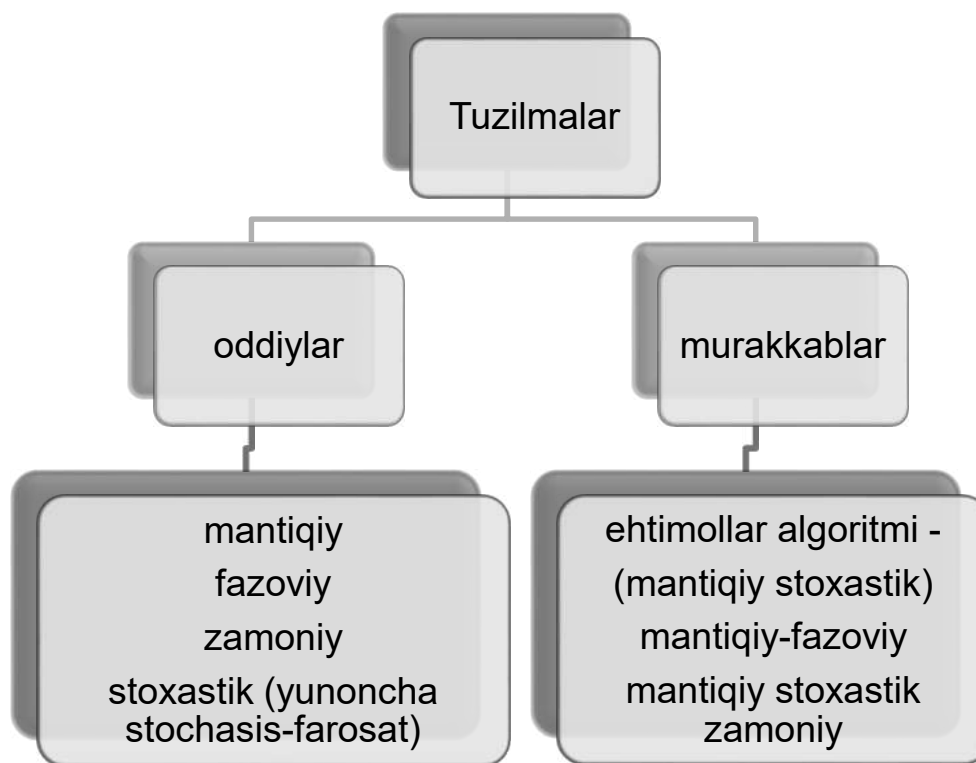 Tuzilmalar
oddiylar
murakkablar
mantiqiy
fazoviy
zamoniy
stoxastik (yunoncha
stochasis-farosat)
ehtimollar algoritmi -
(mantiqiy stoxastik)
mantiqiy-fazoviy
mantiqiy stoxastik
zamoniy